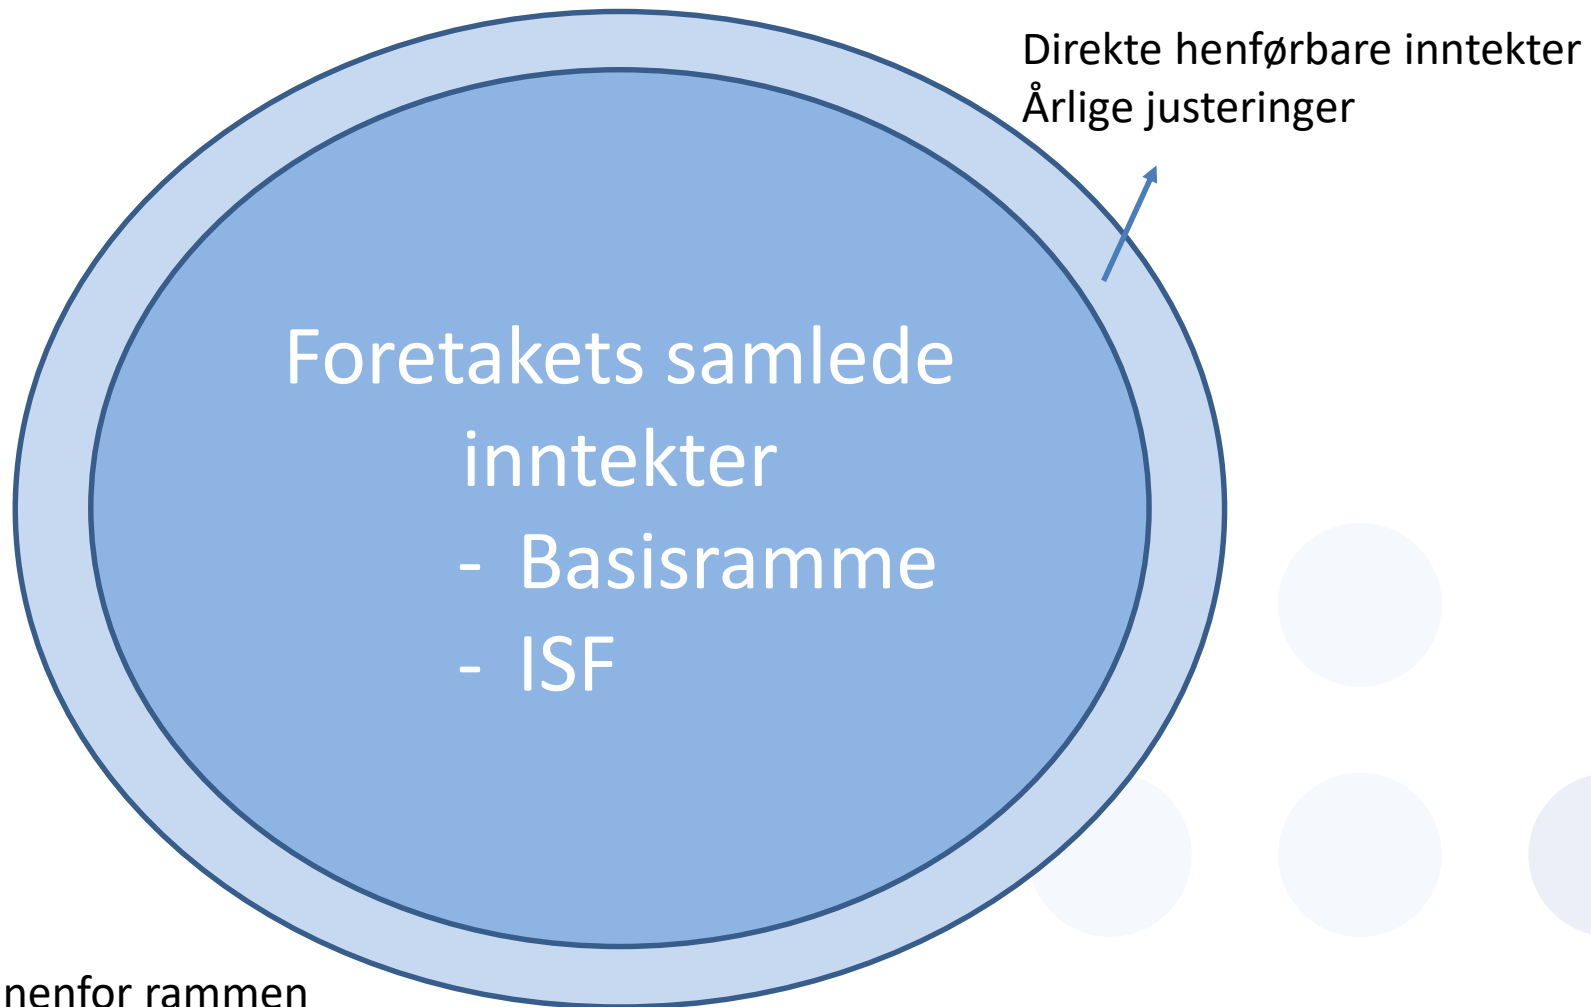 Direkte henførbare inntekter
Årlige justeringer
Foretakets samlede
inntekter
- Basisramme
- ISF
nenfor rammen